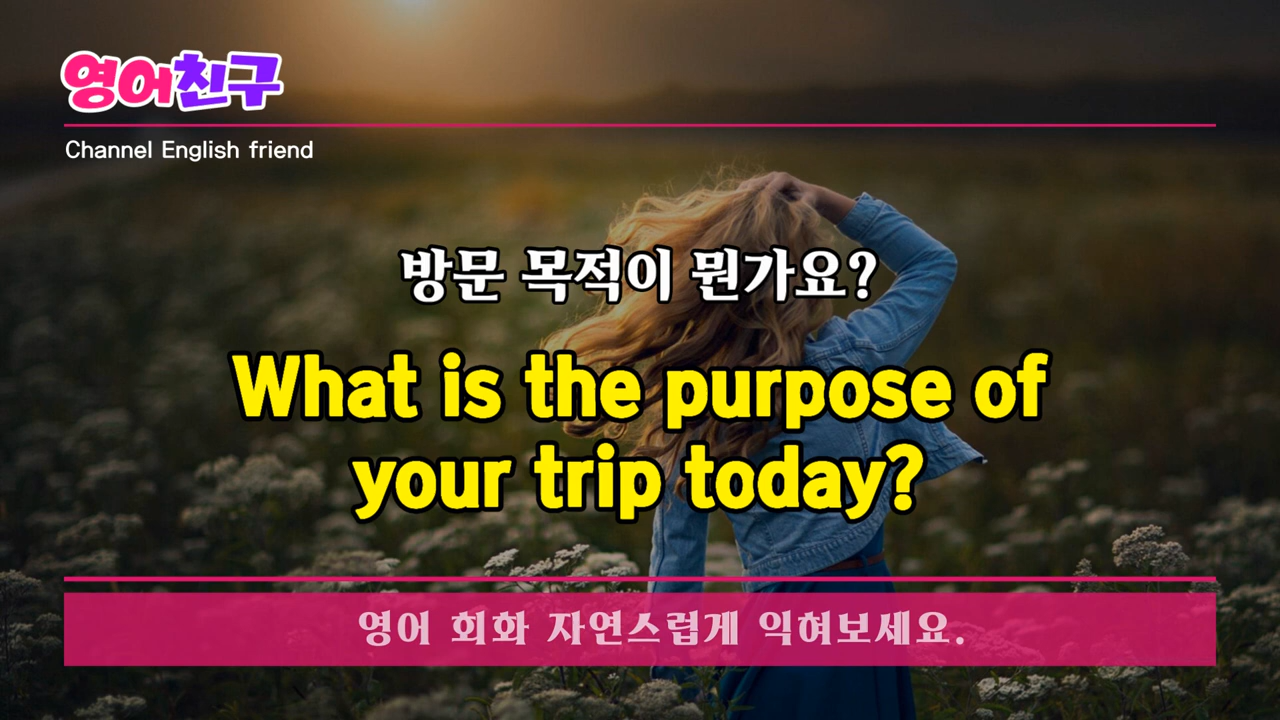 영어친구
Channel English friend
방문 목적이 뭔가요?
What is the purpose of
your trip today?
영어 회화 자연스럽게 익혀보세요.